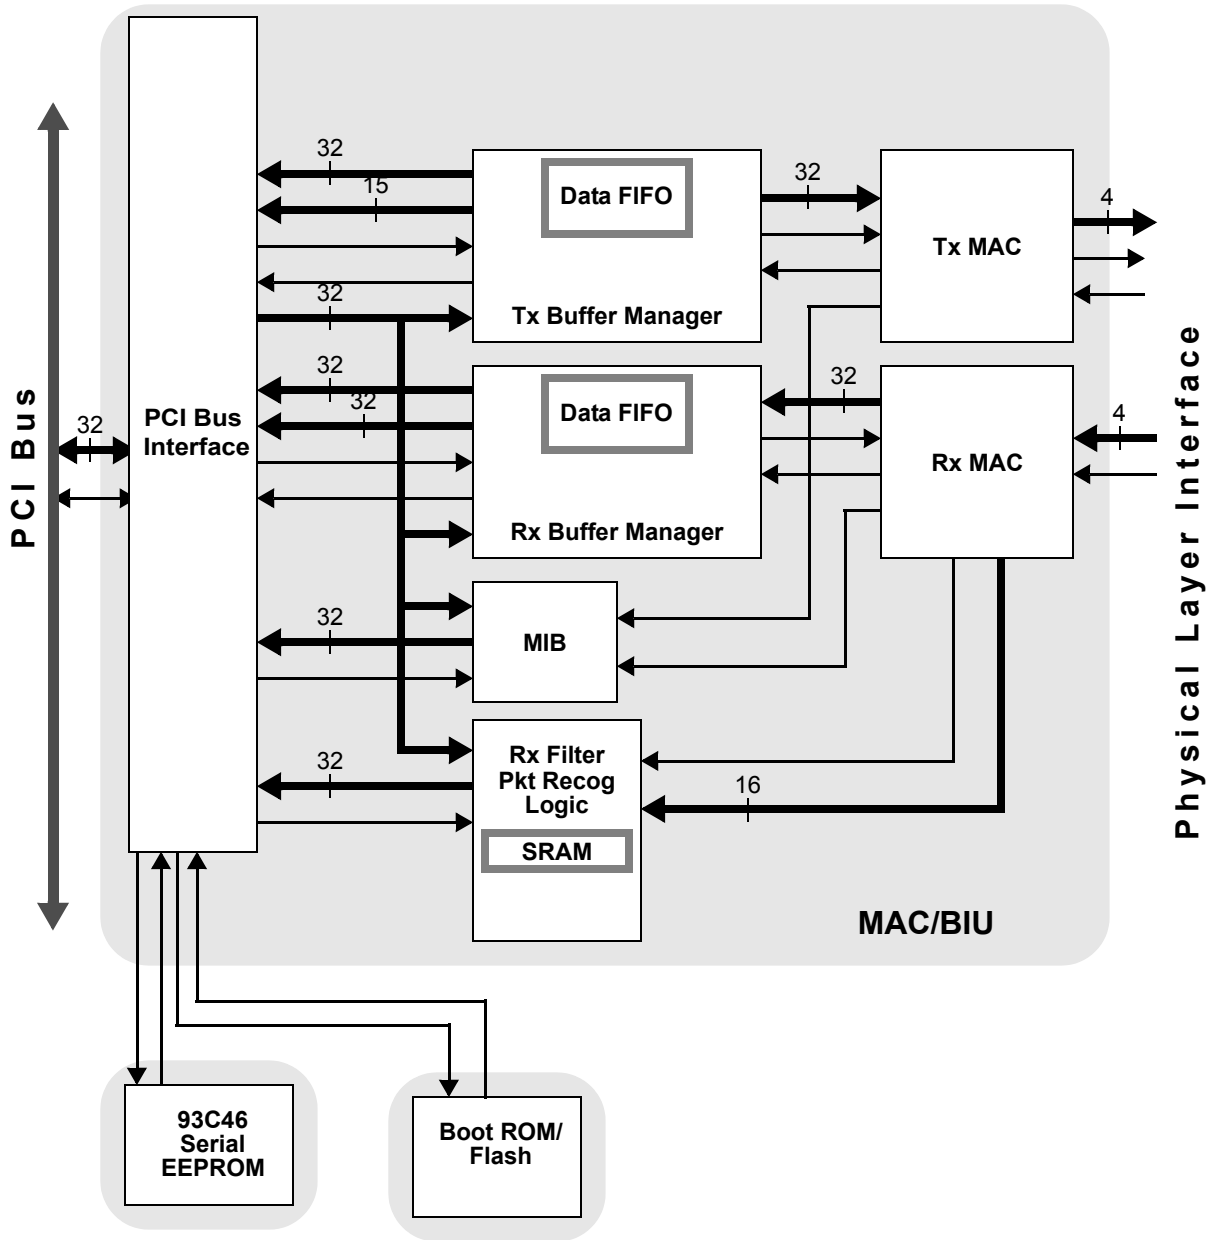 32
15
Data FIFO
32
4
Tx MAC
32
Tx Buffer Manager
32
32
Data FIFO
32
4
PCI Bus
Interface
32
Rx MAC
Rx Buffer Manager
PCI Bus
Physical Layer Interface
32
MIB
32
Rx Filter
Pkt Recog
Logic
16
SRAM
MAC/BIU
93C46
Serial
EEPROM
Boot ROM/
Flash